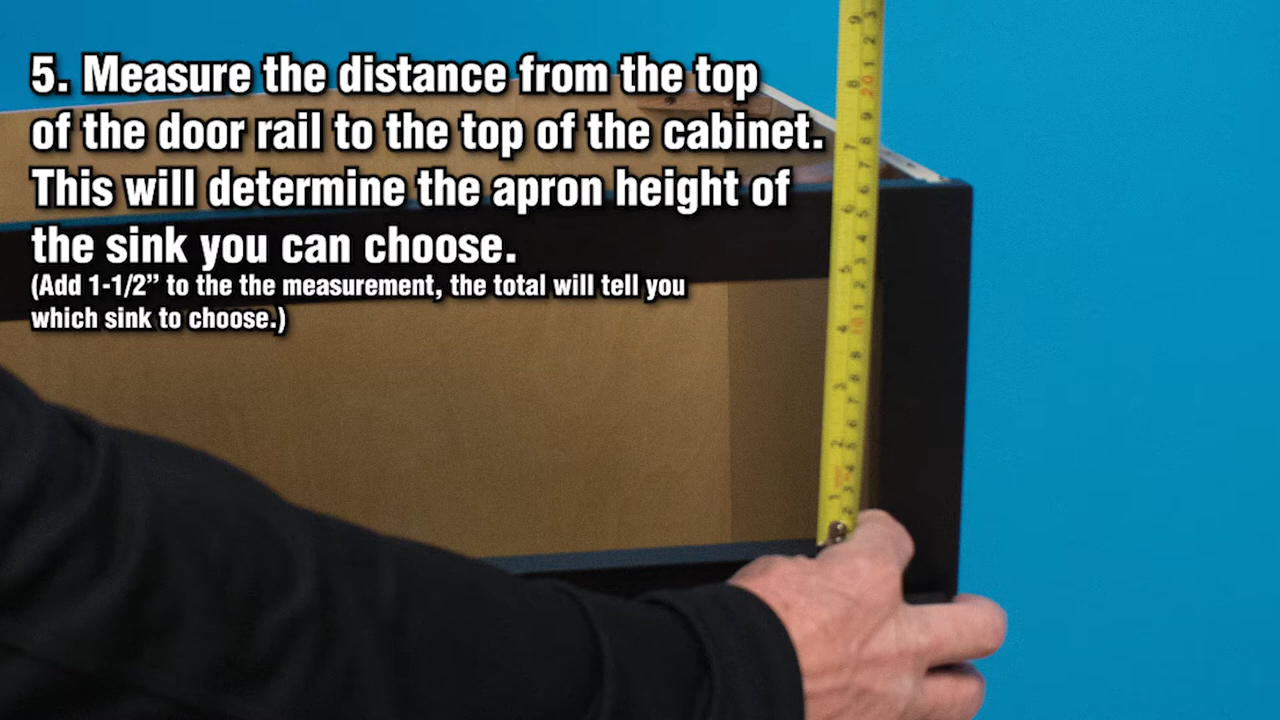 5. Measure the distance from the top
of the door rail to the top of the cabinet.
This will determine the apron height of
the sink you can choose.
(Add 1-1/2” to the the measurement, the total will tell you
which sink to choose.)